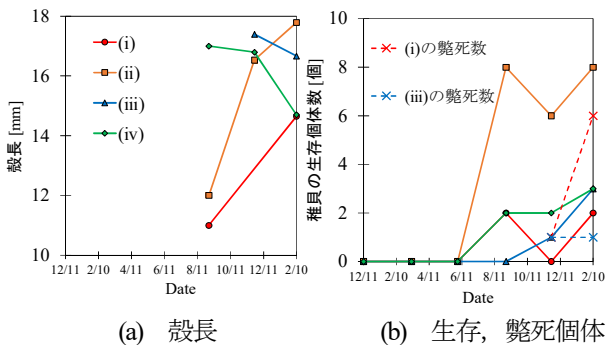 18
16
14
12
10
殻長 [mm]
(i)
(ii)
(iii)
(iv)
12/11 2/10 4/11 6/11 8/11 10/11 12/11 2/10
Date
(a) 殻長
10
8
6
4
2
0
稚貝の生存個体数 [個]
(i)の斃死数
(iii)の斃死数
12/11 2/10 4/11 6/11 8/11 10/11 12/11 2/10
Date
(b) 生存，斃死個体